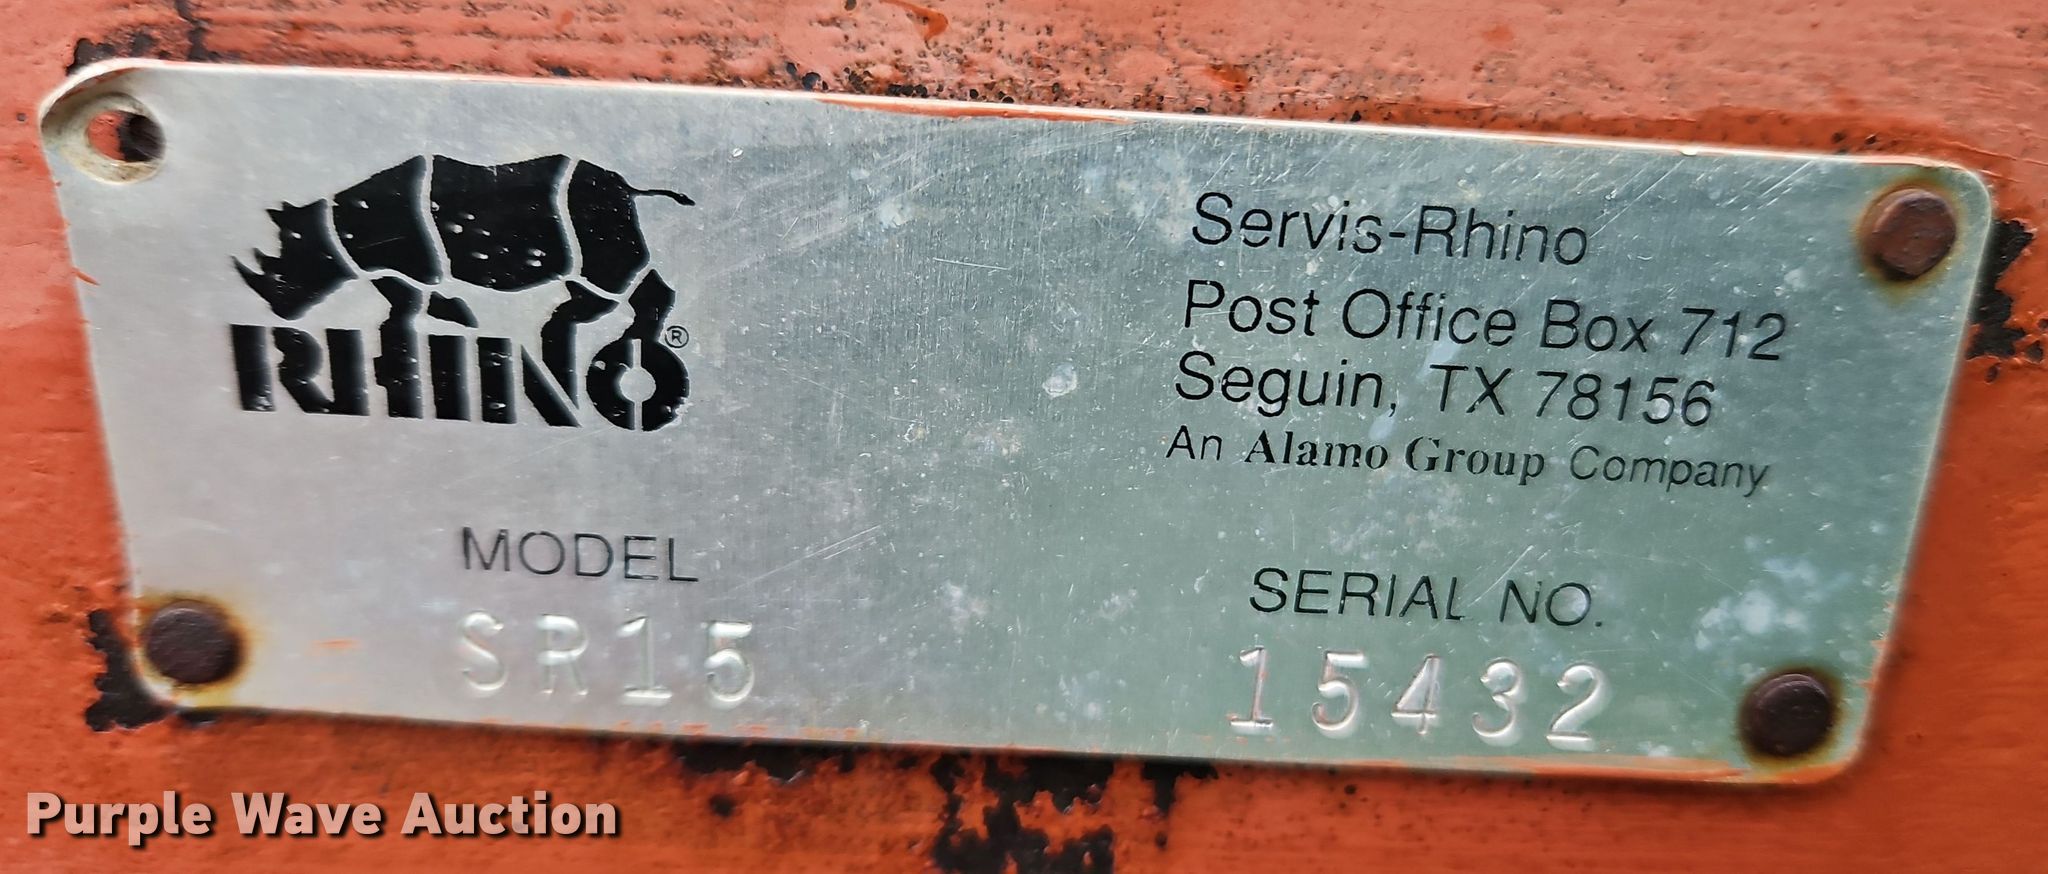 RHINO®
Servis-Rhino
Post Office Box 712
Seguin, TX 78156
An Alamo Group Company
MODEL
SR15
SERIAL NO.
15432
Purple Wave Auction